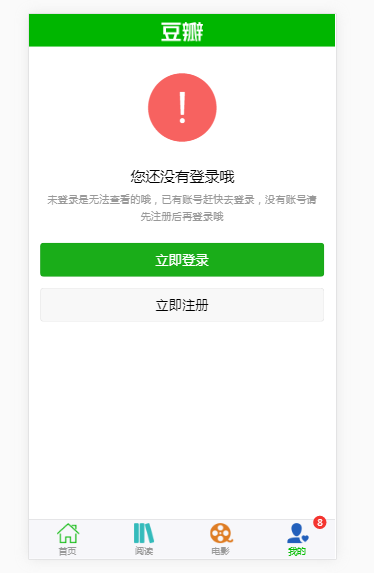 豆瓣
!
您还没有登录哦
未登录是无法查看的哦，已有账号赶快去登录，没有账号请
先注册后再登录哦
立即登录
立即注册
8
首页 阅读 电影 我的